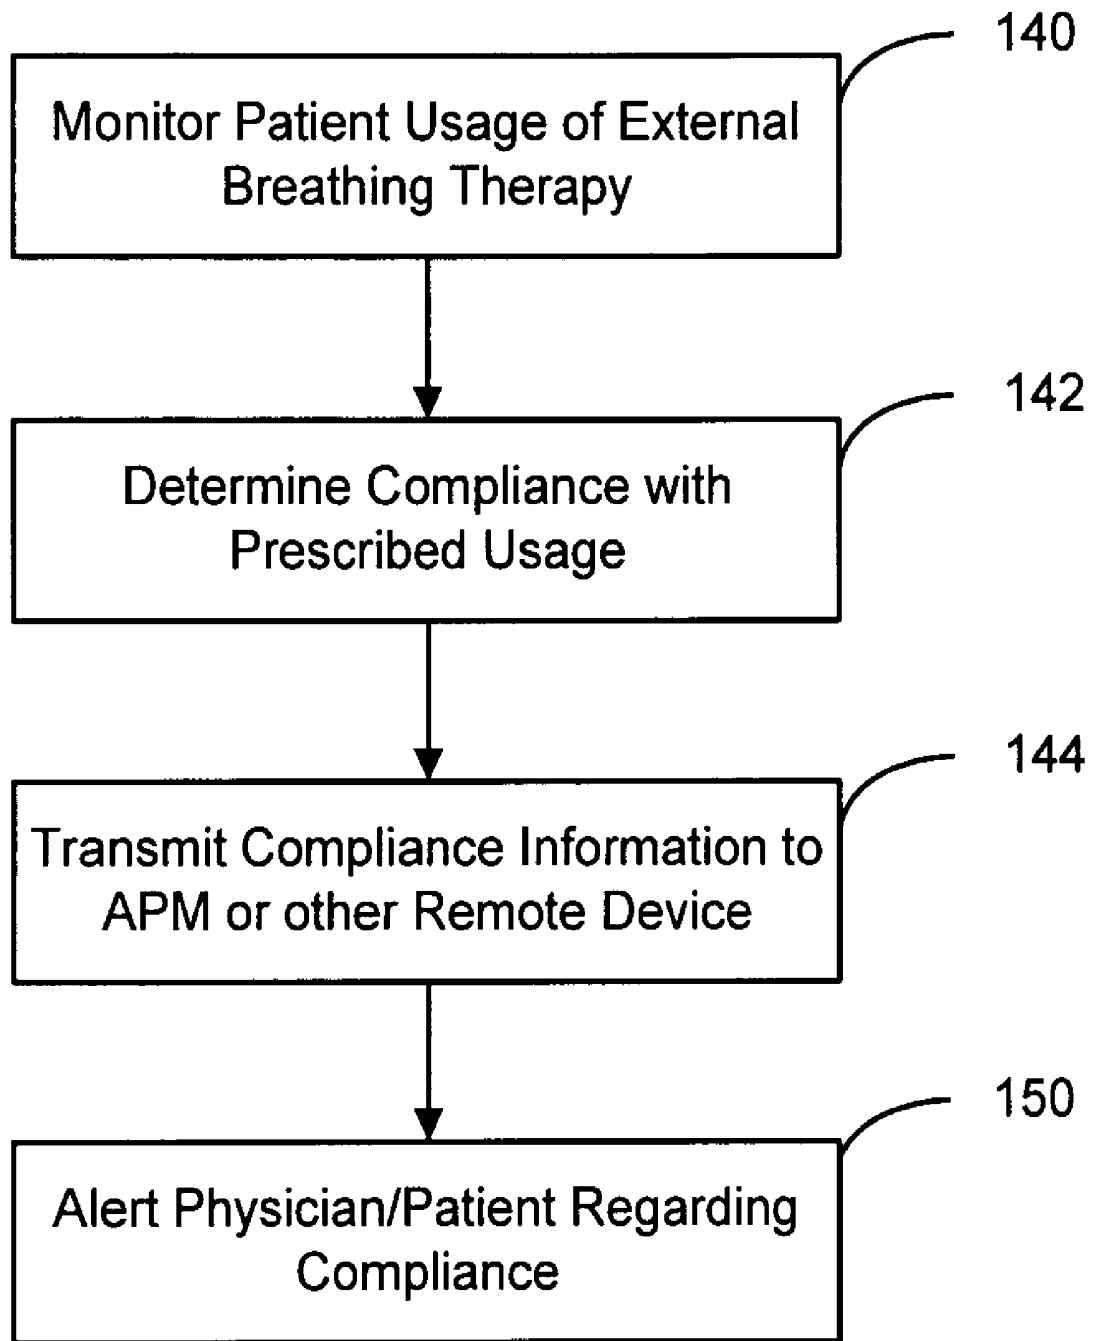 140
Monitor Patient Usage of External
Breathing Therapy
142
Determine Compliance with
Prescribed Usage
144
Transmit Compliance Information to
APM or other Remote Device
150
Alert Physician/Patient Regarding
Compliance